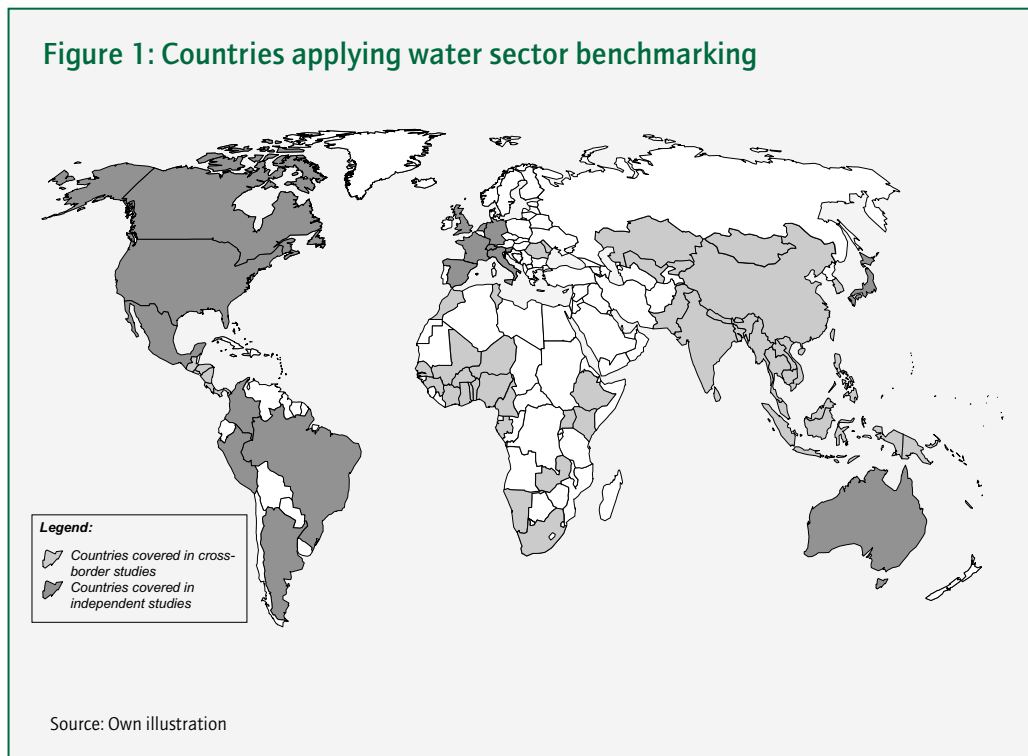 Figure 1: Countries applying water sector benchmarking
Legend:
Countries covered in cross-
border studies
Countries covered in
independent studies
Source: Own illustration